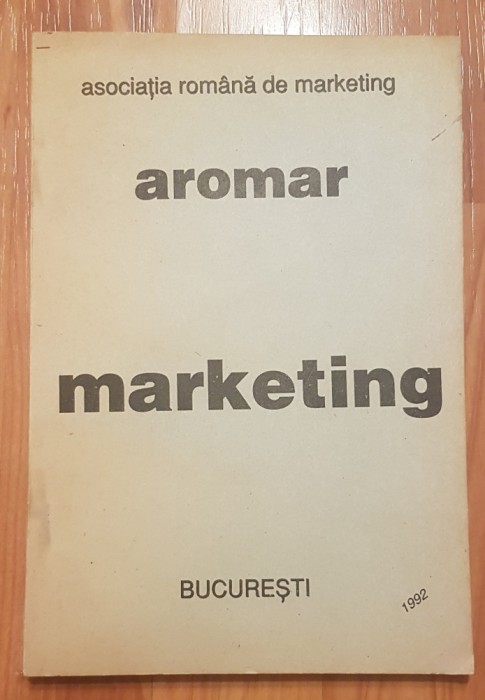 asociația română de marketing
aromar
marketing
BUCUREȘTI
1992